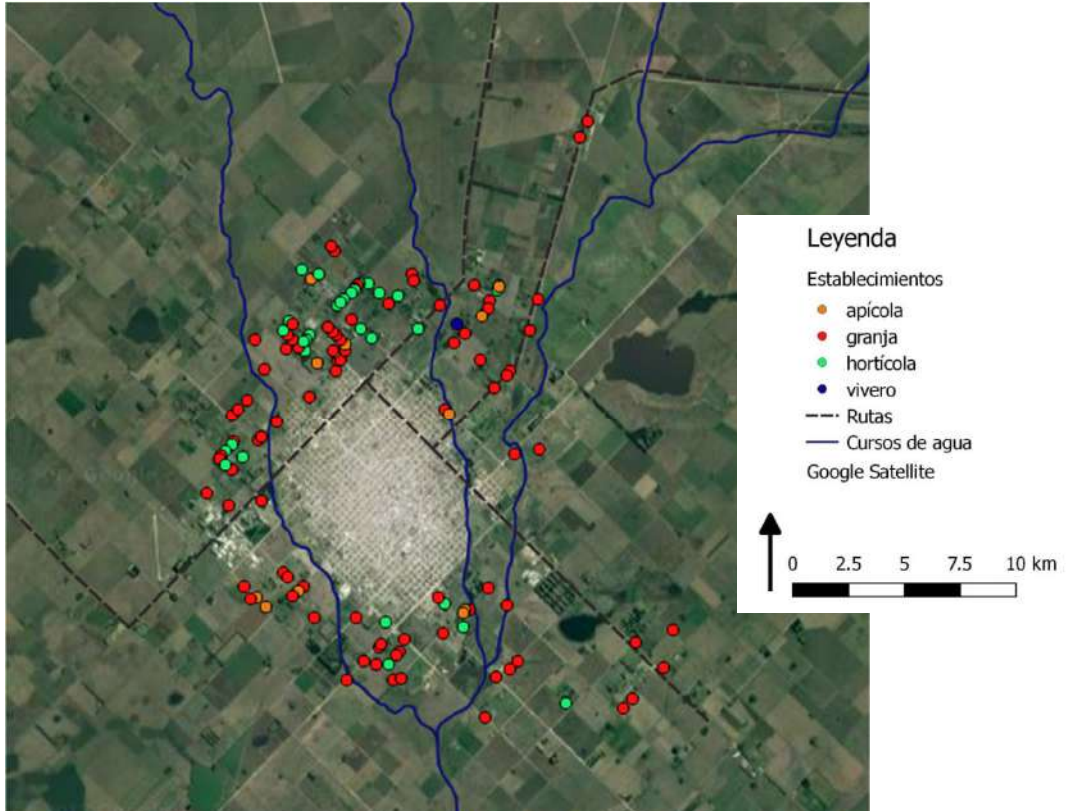 Leyenda
Establecimientos
apícola
granja
hortícola
vivero
Rutas
Cursos de agua
Google Satellite
0 2.5 5 7.5 10 km